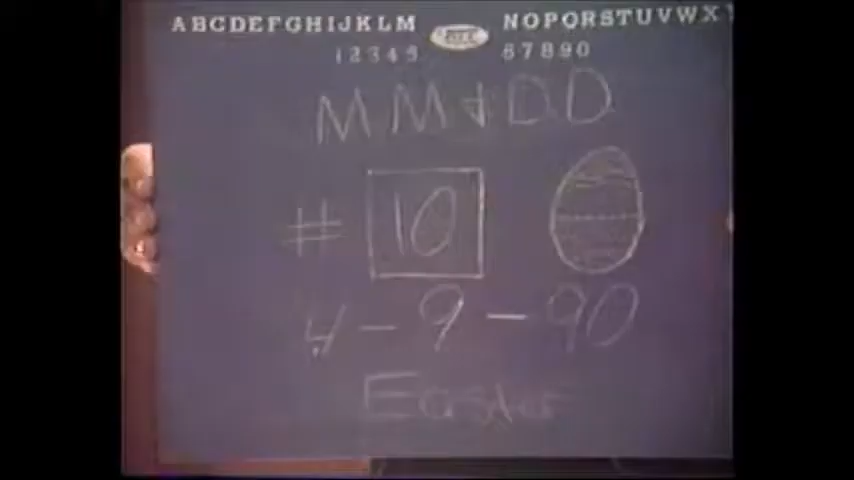 ABCDEFGHIJKLM NOPQRSTUVWX
12345 67890
MM & DD
# 10
4-9-90
Easter